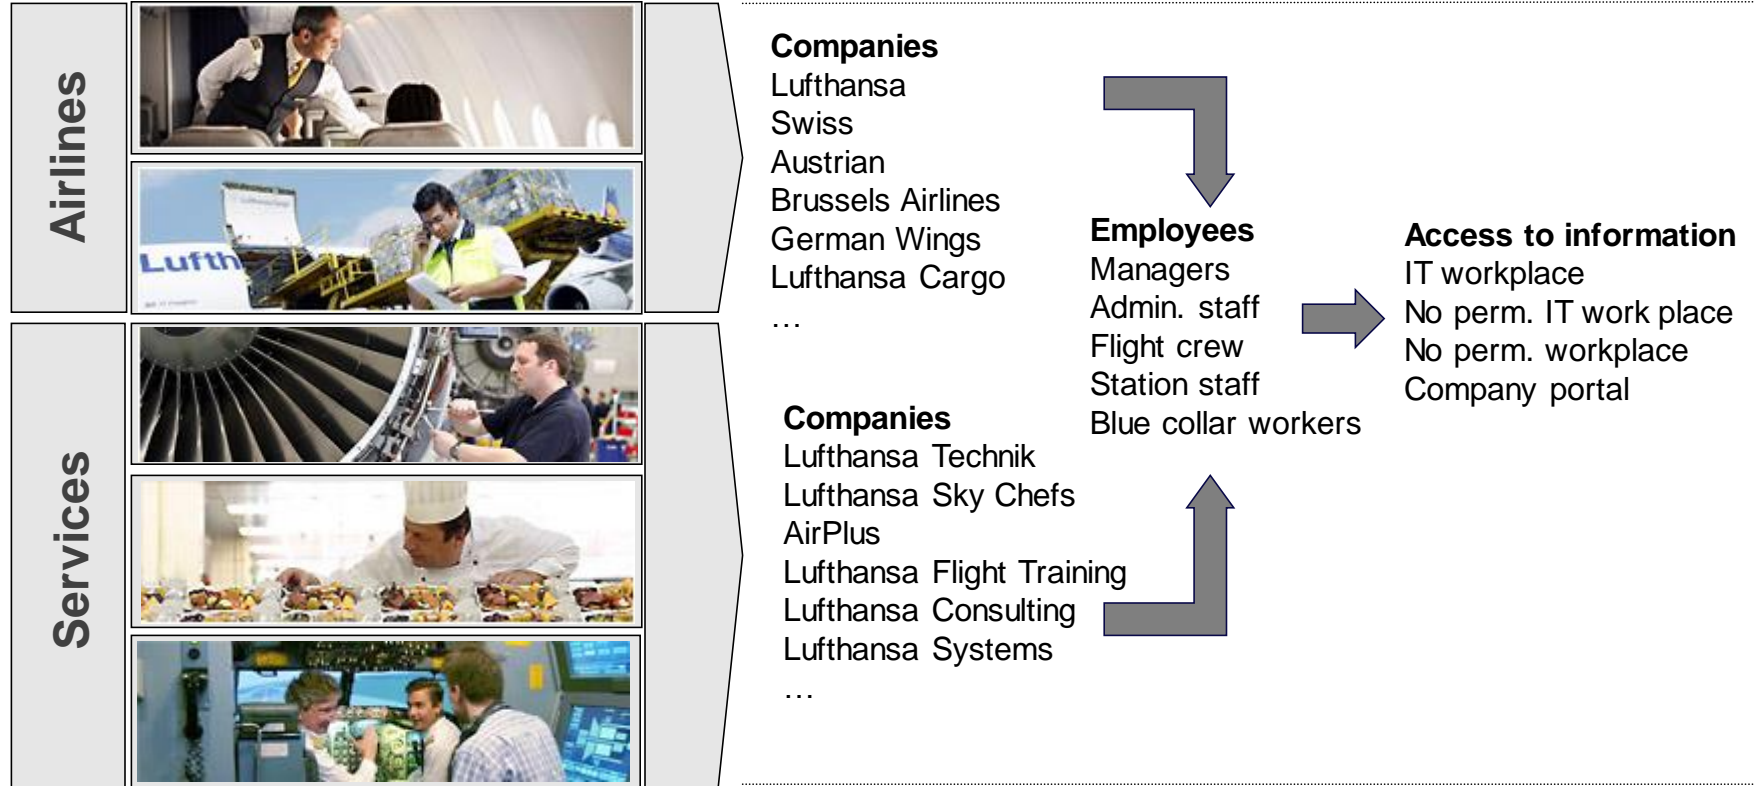 Airlines
Companies
Lufthansa
Swiss
Austrian
Brussels Airlines
German Wings
Lufthansa Cargo
…
Lufth
Services
Companies
Lufthansa Technik
Lufthansa Sky Chefs
AirPlus
Lufthansa Flight Training
Lufthansa Consulting
Lufthansa Systems
…
Employees
Managers
Admin. staff
Flight crew
Station staff
Blue collar workers
Access to information
IT workplace
No perm. IT work place
No perm. workplace
Company portal